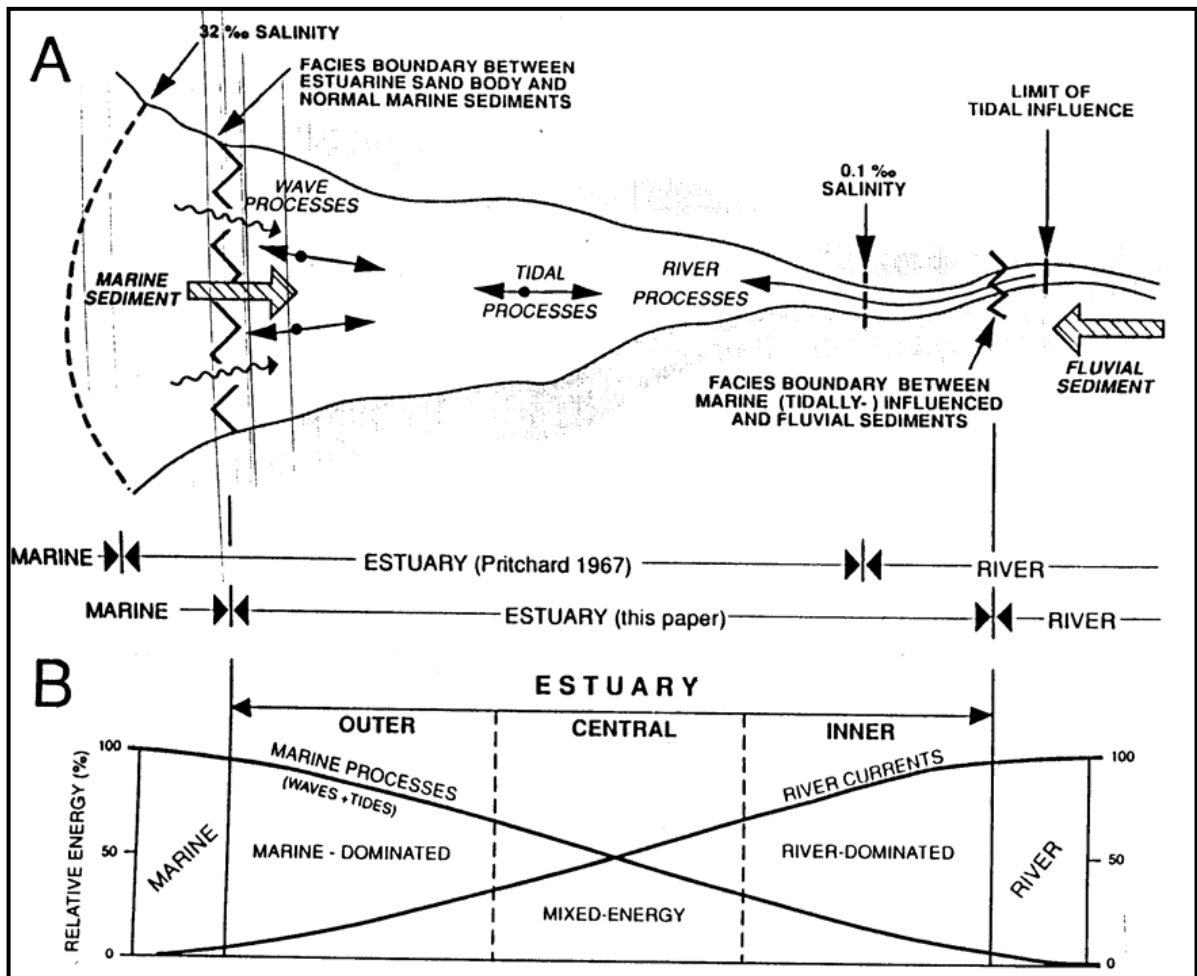 A
32 ‰ SALINITY
FACIES BOUNDARY BETWEEN
ESTUARINE SAND BODY AND
NORMAL MARINE SEDIMENTS
LIMIT OF
TIDAL INFLUENCE
0.1 ‰
SALINITY
WAVE
PROCESSES
MARINE
SEDIMENT
TIDAL
PROCESSES
RIVER
PROCESSES
FLUVIAL
SEDIMENT
FACIES BOUNDARY BETWEEN
MARINE (TIDALLY-) INFLUENCED
AND FLUVIAL SEDIMENTS
MARINE ESTUARY (Pritchard 1967) RIVER
MARINE ESTUARY (this paper) RIVER
B
ESTUARY
OUTER CENTRAL INNER
RELATIVE ENERGY (%)
100
50
0
MARINE
MARINE PROCESSES
(WAVES + TIDES)
MARINE - DOMINATED
MIXED-ENERGY
RIVER CURRENTS
RIVER-DOMINATED
RIVER
100
50
0